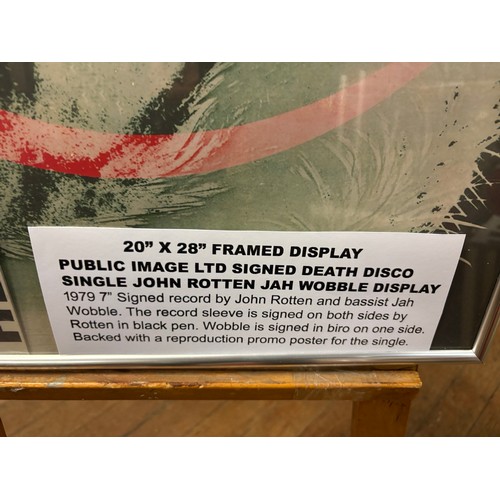 20” X 28” FRAMED DISPLAY
PUBLIC IMAGE LTD SIGNED DEATH DISCO
SINGLE JOHN ROTTEN JAH WOBBLE DISPLAY
1979 7” Signed record by John Rotten and bassist Jah
Wobble. The record sleeve is signed on both sides by
Rotten in black pen. Wobble is signed in biro on one side.
Backed with a reproduction promo poster for the single.